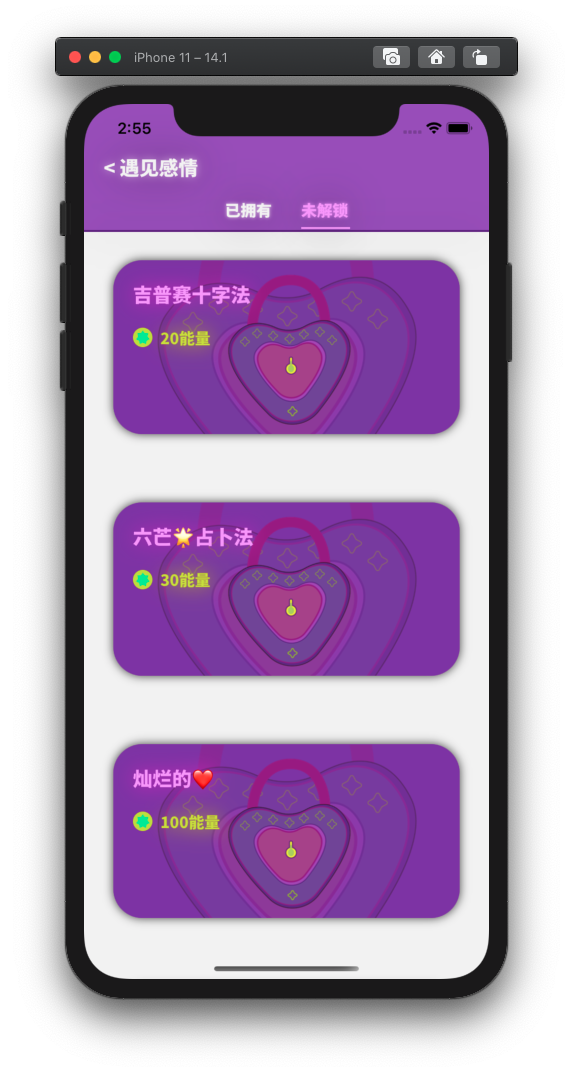 iPhone 11 – 14.1
2:55
< 遇见感情
已拥有 未解锁
吉普赛十字法
20能量
六芒🌟占卜法
30能量
灿烂的❤️
100能量